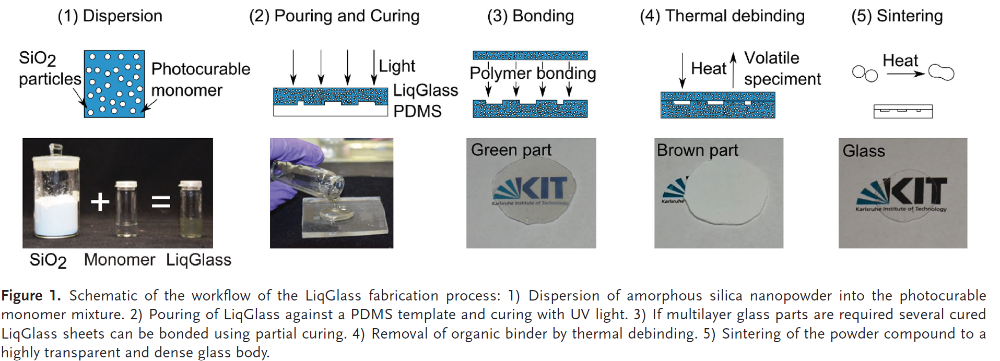 (1) Dispersion
(2) Pouring and Curing
(3) Bonding
(4) Thermal debinding
(5) Sintering
SiO2
particles
Photocurable
monomer
Light
LiqGlass
PDMS
Polymer bonding
Heat
Volatile
speciment
Heat
SiO2
+
Monomer
=
LiqGlass
Green part
KIT
Karlsruhe Institute of Technology
Brown part
Karlsruhe
Glass
KIT
Karlsruhe Institute of Technology
Figure 1. Schematic of the workflow of the LiqGlass fabrication process: 1) Dispersion of amorphous silica nanopowder into the photocurable
monomer mixture. 2) Pouring of LiqGlass against a PDMS template and curing with UV light. 3) If multilayer glass parts are required several cured
LiqGlass sheets can be bonded using partial curing. 4) Removal of organic binder by thermal debinding. 5) Sintering of the powder compound to a
highly transparent and dense glass body.